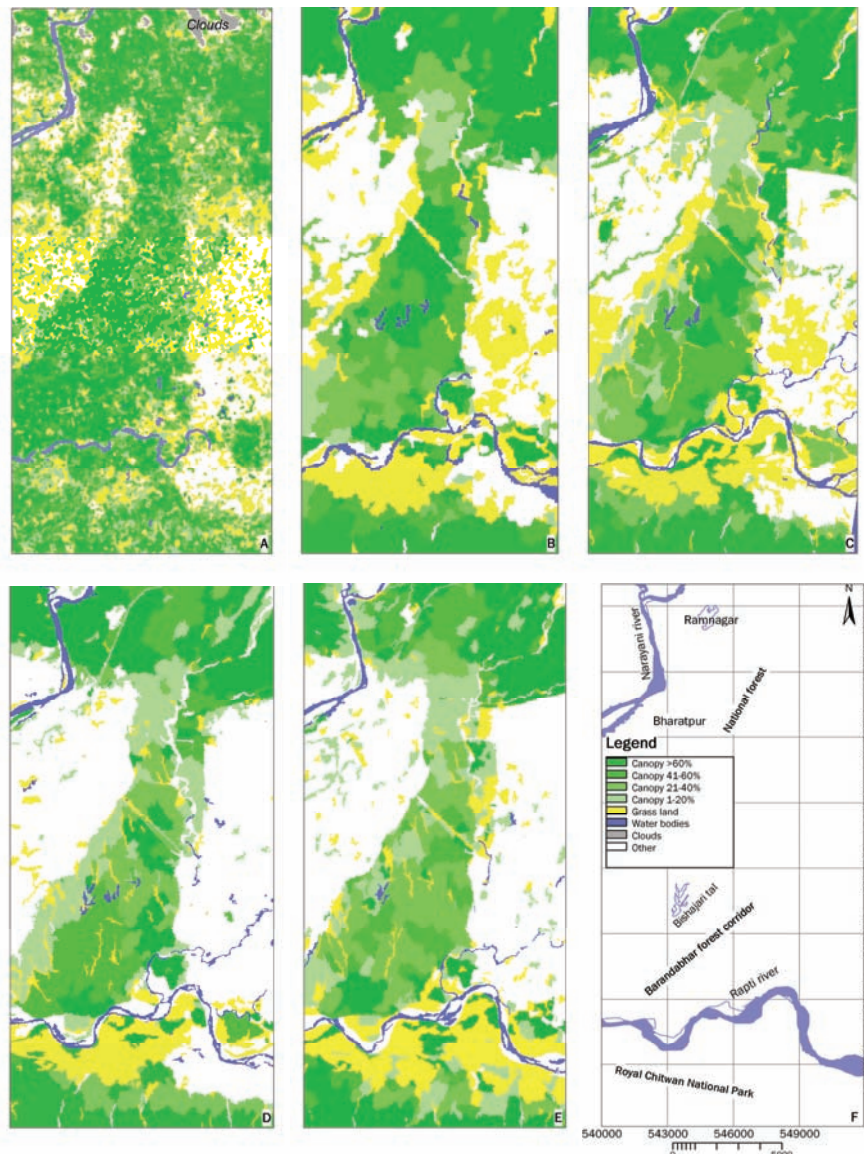 Clouds
A
B
C
D
E
N
Narayani river
Ramnagar
National forest
Bharatpur
Legend
Canopy >60%
Canopy 41-60%
Canopy 21-40%
Canopy 1-20%
Grass land
Water bodies
Clouds
Other
Bishajari tal
Barandabhar forest corridor
Rapti river
Royal Chitwan National Park
F
540000 543000 546000 549000